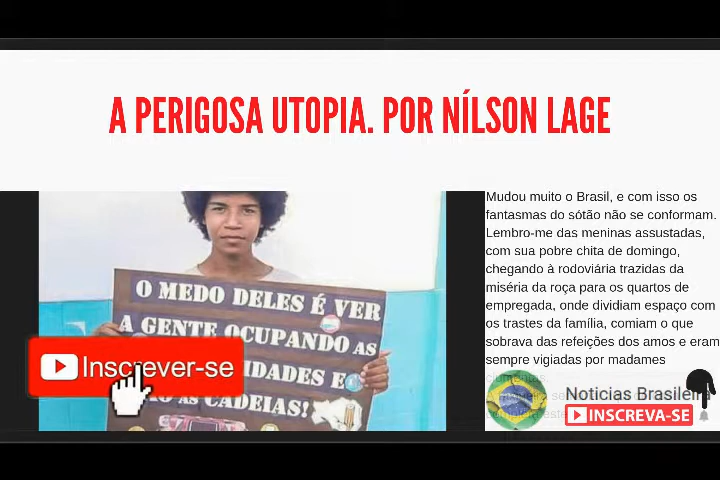 A PERIGOSA UTOPIA. POR NÍLSON LAGE
O MEDO DELES É VER
A GENTE OCUPANDO AS
IDADES E
AS CADEIAS!
Inscrever-se
Mudou muito o Brasil, e com isso os
fantasmas do sótão não se conformam.
Lembro-me das meninas assustadas,
com sua pobre chita de domingo,
chegando à rodoviária trazidas da
miséria da roça para os quartos de
empregada, onde dividiam espaço com
os trastes da família, comiam o que
sobrava das refeições dos amos e eram
sempre vigiadas por madames
Noticias Brasileir
INSCREVA-SE